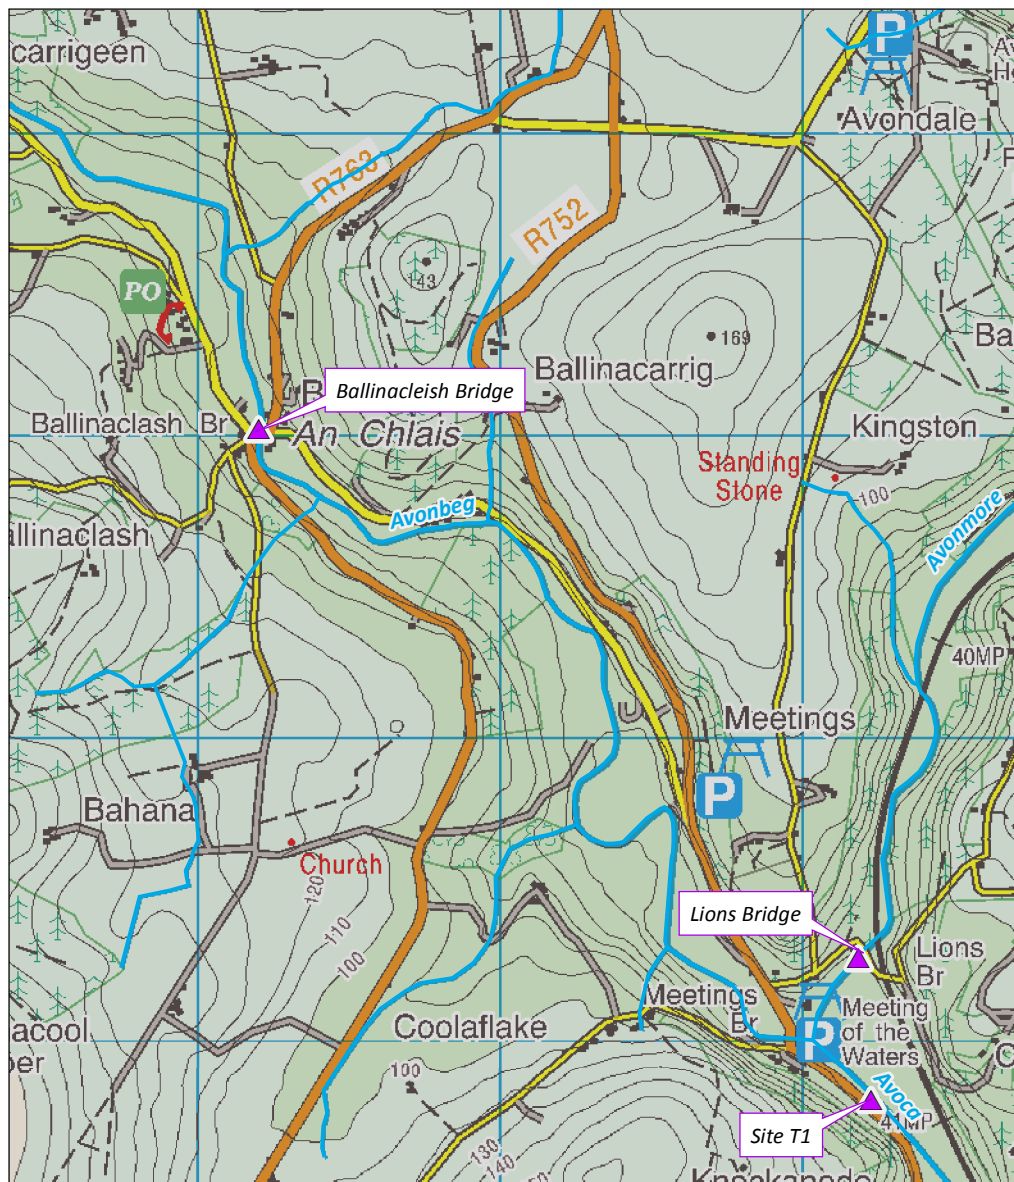 carrigeen
P
Avondale
R763
R752
PO
43
169
Ballinacarrig
Ballinacleish Bridge
Ballinaclash Br
An Chlais
Kingston
Standing
Stone
100
Avonbeg
Avonmore
allinaclash
40MP
Meetings
P
Bahana
Church
120
110
100
Lions Bridge
Lions
Br
Meetings
Br
Meeting
of the
Waters
P
Coolaflake
acool
per
100
Avoca
41MP
Site T1
130
140